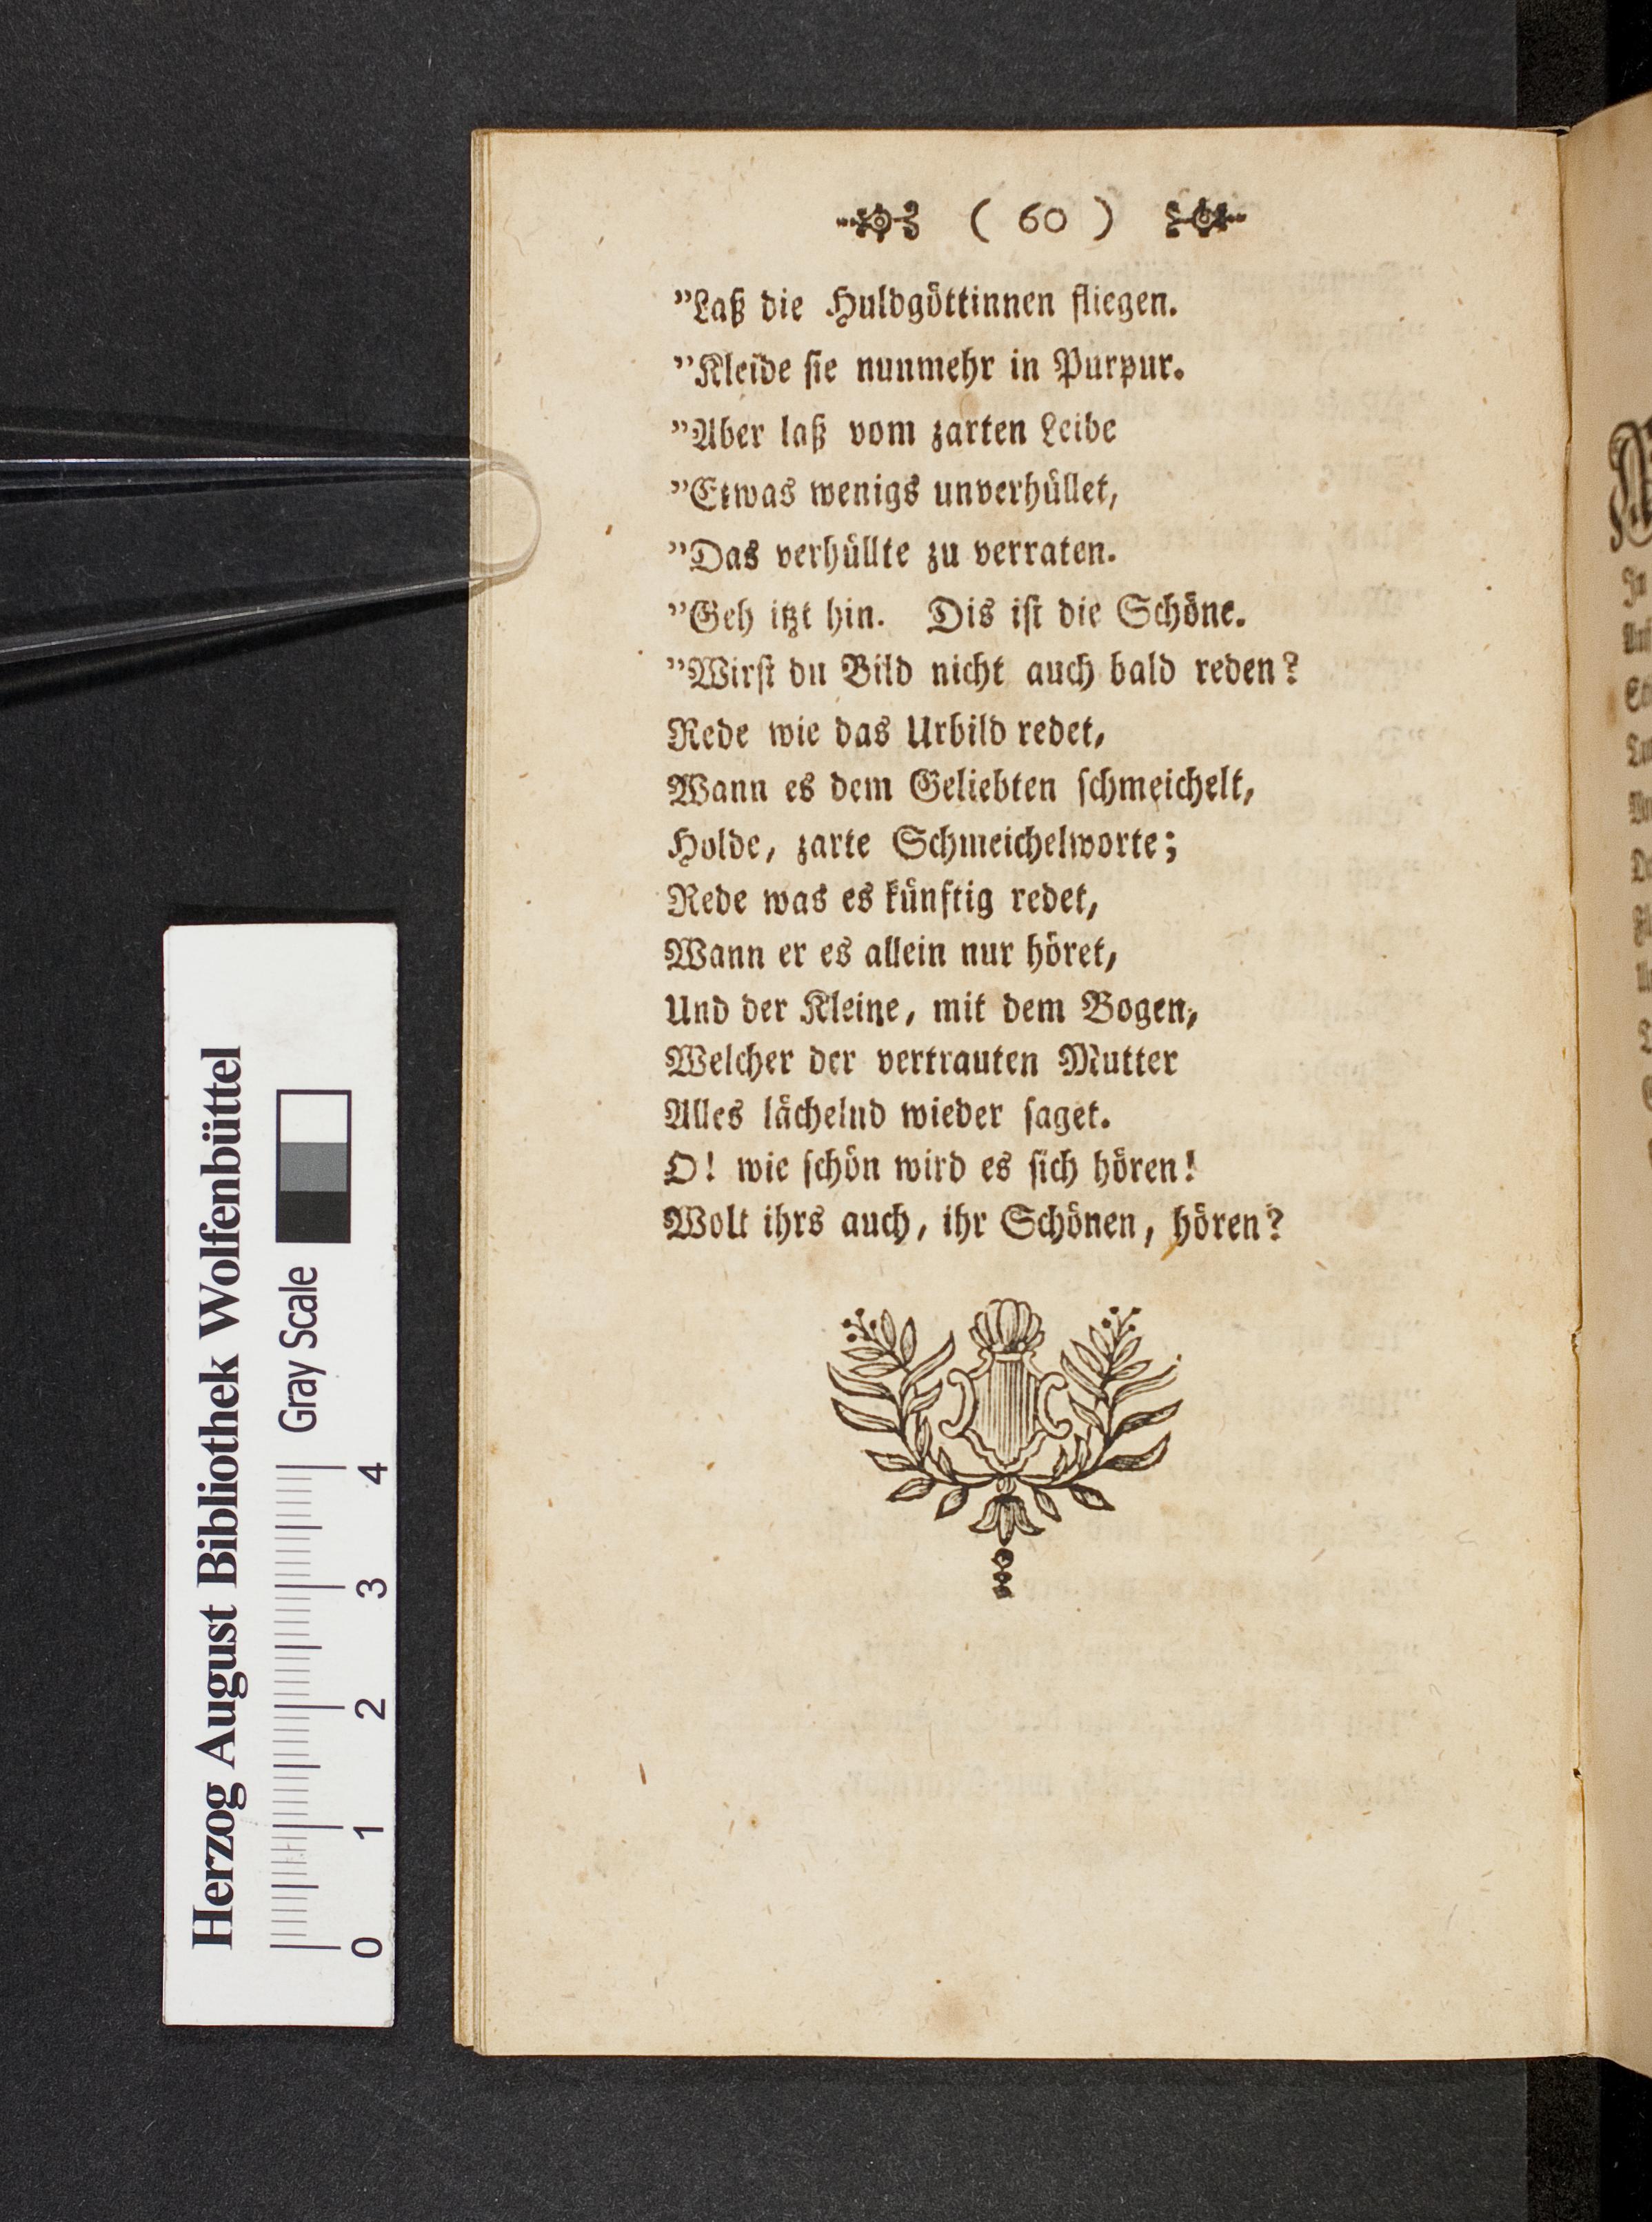 ( 60 )
"Laß die Huldgöttinnen fliegen.
"Kleide sie nunmehr in Purpur.
"Aber laß vom zarten Leibe
"Etwas wenigs unverhüllet,
"Das verhüllte zu verraten.
"Geh itzt hin. Dis ist die Schöne.
"Wirst du Bild nicht auch bald reden?
Rede wie das Urbild redet,
Wann es dem Geliebten schmeichelt,
Holde, zarte Schmeichelworte;
Rede was es künftig redet,
Wann er es allein nur höret,
Und der Kleine, mit dem Bogen,
Welcher der vertrauten Mutter
Alles lächelnd wieder saget.
O! wie schön wird es sich hören!
Wolt ihrs auch, ihr Schönen, hören?
Herzog August Bibliothek Wolfenbüttel
Gray Scale
0 1 2 3 4